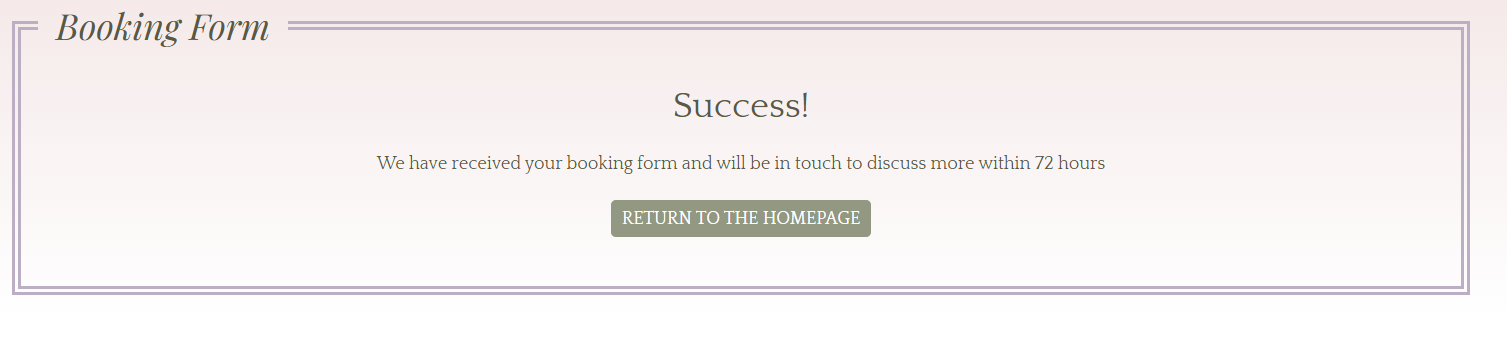 Booking Form
Success!
We have received your booking form and will be in touch to discuss more within 72 hours
RETURN TO THE HOMEPAGE